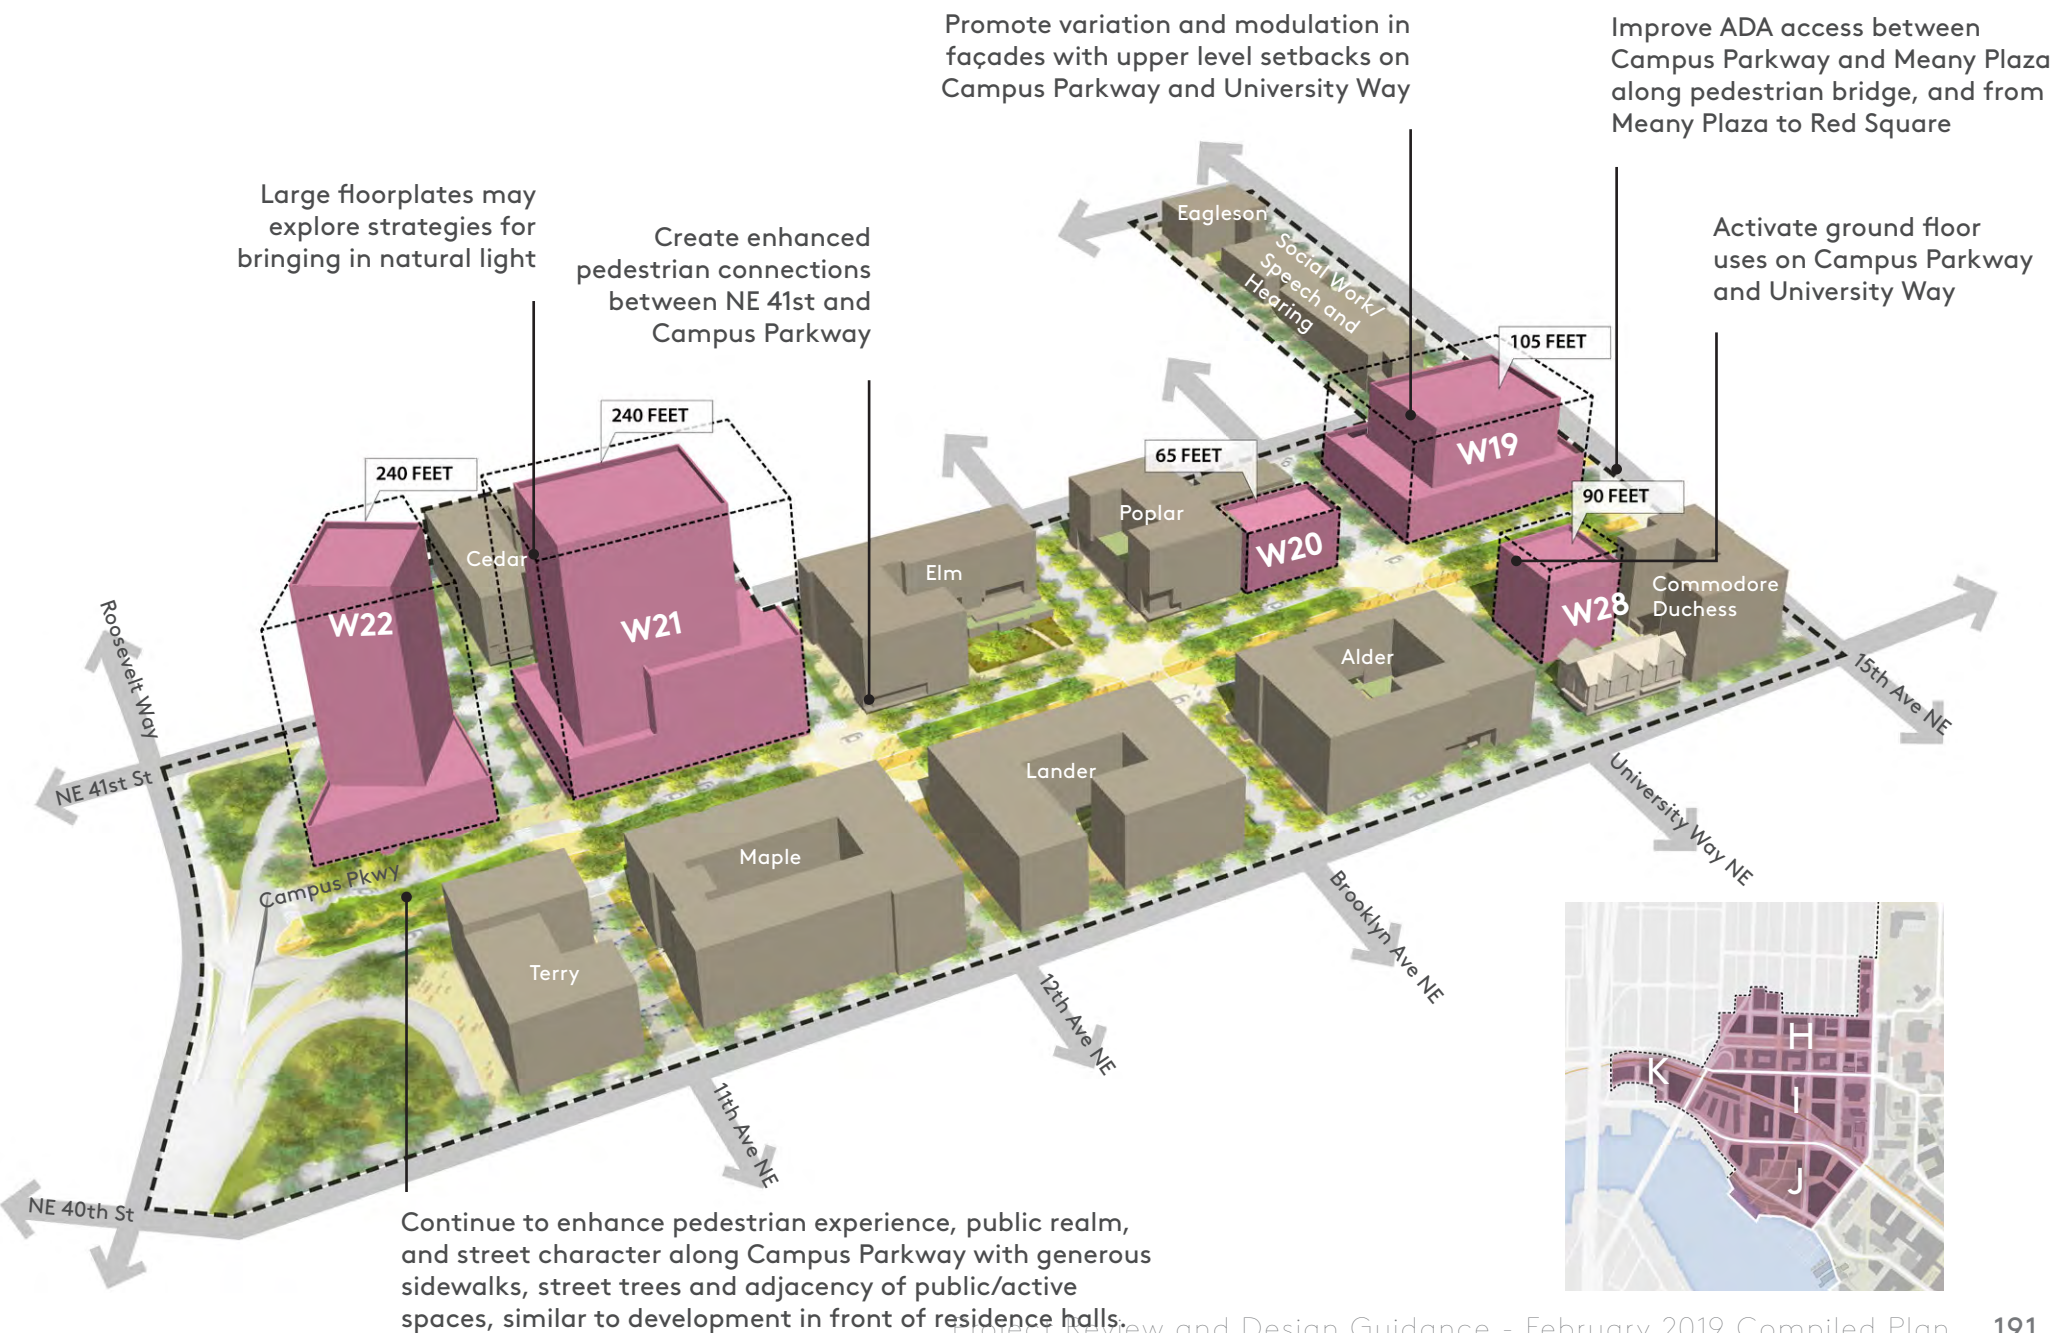 Promote variation and modulation in
façades with upper level setbacks on
Campus Parkway and University Way
Improve ADA access between
Campus Parkway and Meany Plaza
along pedestrian bridge, and from
Meany Plaza to Red Square
Large floorplates may
explore strategies for
bringing in natural light
Create enhanced
pedestrian connections
between NE 41st and
Campus Parkway
Activate ground floor
uses on Campus Parkway
and University Way
Eagleson
Social Work/
Speech and
Hearing
105 FEET
240 FEET
240 FEET
65 FEET
90 FEET
W19
W20
W28
W21
W22
Cedar
Elm
Poplar
Commodore
Duchess
Alder
Lander
Maple
Terry
Roosevelt Way
NE 41st St
Campus Pkwy
NE 40th St
11th Ave NE
12th Ave NE
Brooklyn Ave NE
University Way NE
15th Ave NE
H
K
I
J
Continue to enhance pedestrian experience, public realm,
and street character along Campus Parkway with generous
sidewalks, street trees and adjacency of public/active
spaces, similar to development in front of residence halls.
Project Review and Design Guidance - February 2019 Compiled Plan 191